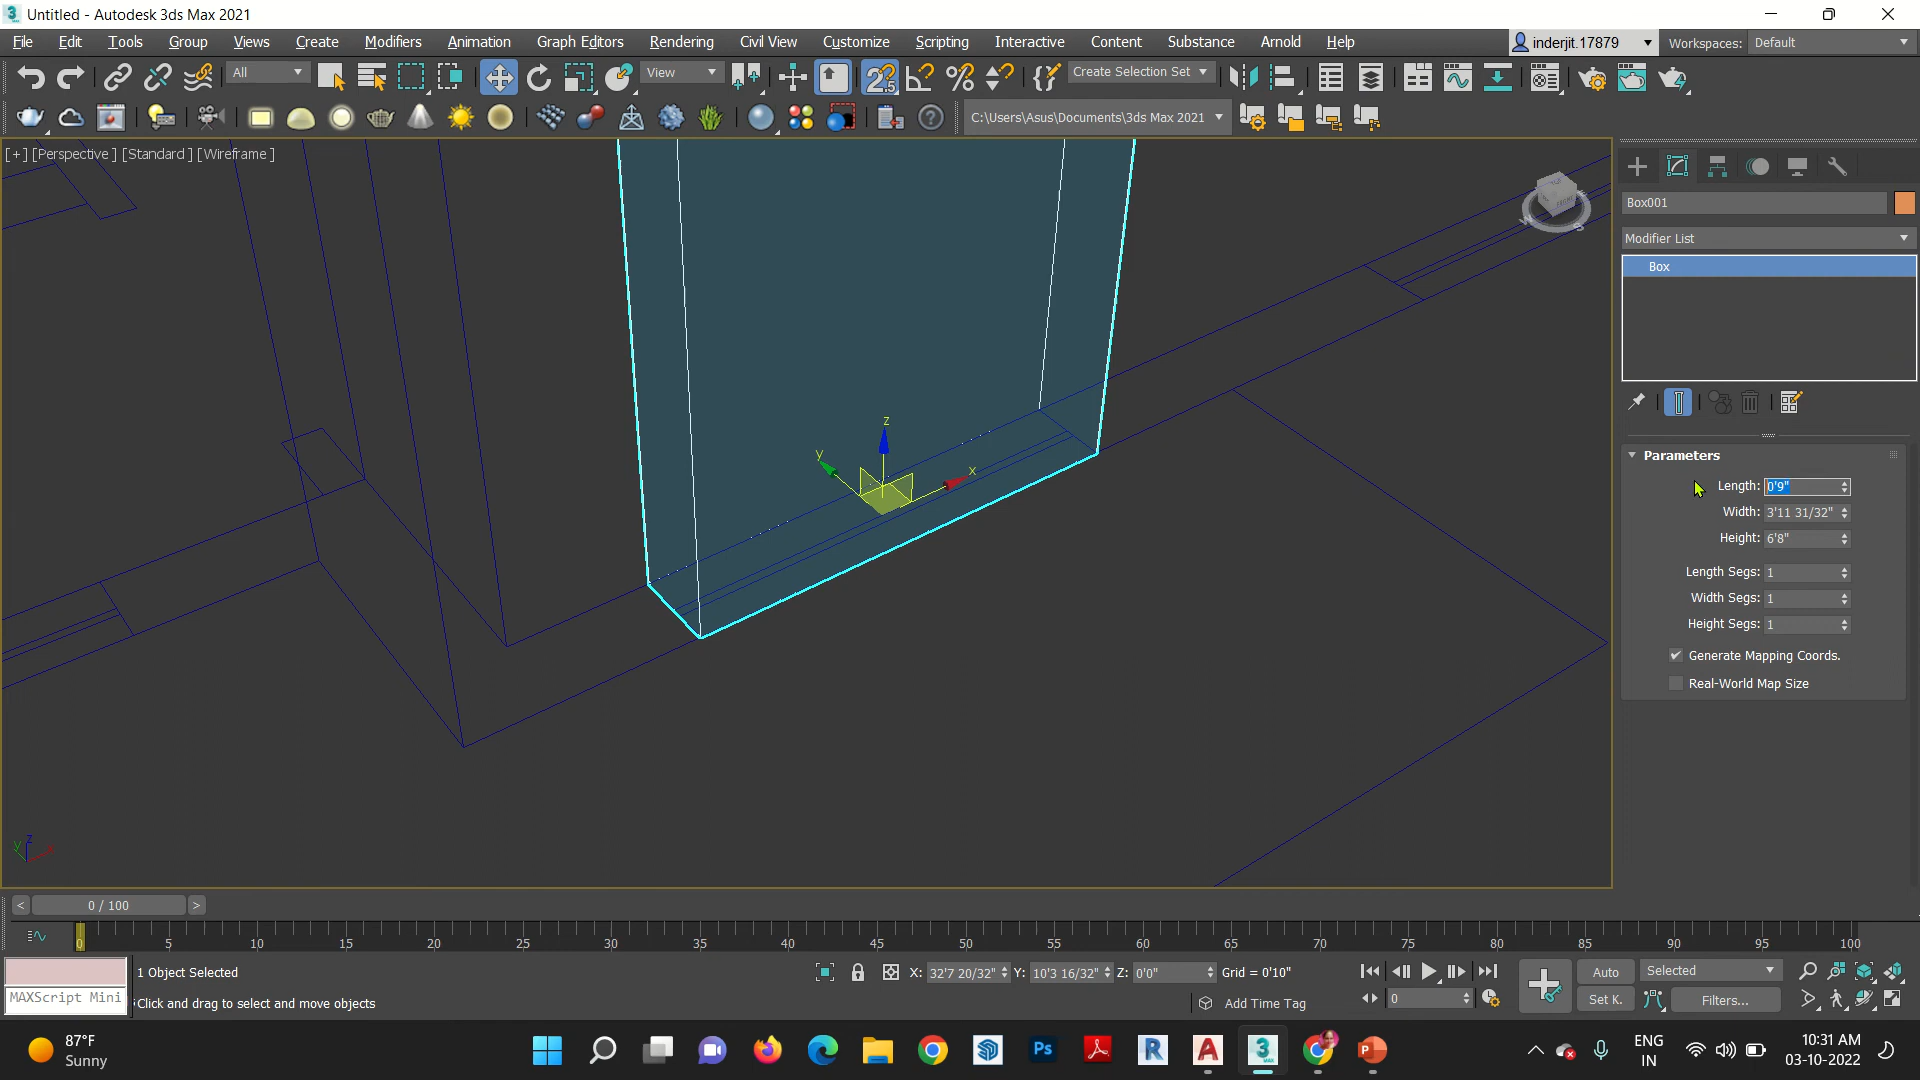 Untitled - Autodesk 3ds Max 2021
File Edit Tools Group Views Create Modifiers Animation Graph Editors Rendering Civil View Customize Scripting Interactive Content Substance Arnold Help
inderjit.17879
Workspaces: Default
All
View
Create Selection Set
C:\Users\Asus\Documents\3ds Max 2021
[+] [Perspective ] [Standard ] [Wireframe ]
Box001
Modifier List
Box
Parameters
Length: 0'9"
Width: 3'11 31/32"
Height: 6'8"
Length Segs: 1
Width Segs: 1
Height Segs: 1
Generate Mapping Coords.
Real-World Map Size
z
y
x
0 / 100
0 5 10 15 20 25 30 35 40 45 50 55 60 65 70 75 80 85 90 95 100
1 Object Selected
X: 32'7 20/32" Y: 10'3 16/32" Z: 0'0" Grid = 0'10"
Auto
Selected
MAXScript Mini
Click and drag to select and move objects
Add Time Tag
0
Set K.
Filters...
87°F
Sunny
Ps
R
A
3
ENG
IN
10:31 AM
03-10-2022